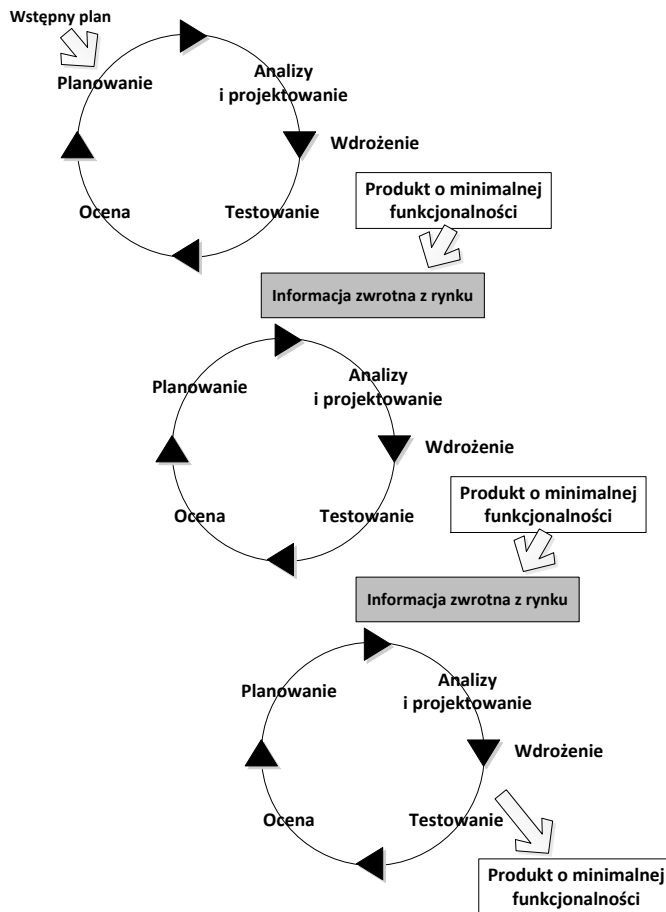 Wstępny plan
Planowanie
Analizy
i projektowanie
Wdrożenie
Ocena
Testowanie
Produkt o minimalnej
funkcjonalności
Informacja zwrotna z rynku
Planowanie
Analizy
i projektowanie
Wdrożenie
Ocena
Testowanie
Produkt o minimalnej
funkcjonalności
Informacja zwrotna z rynku
Planowanie
Analizy
i projektowanie
Wdrożenie
Ocena
Testowanie
Produkt o minimalnej
funkcjonalności